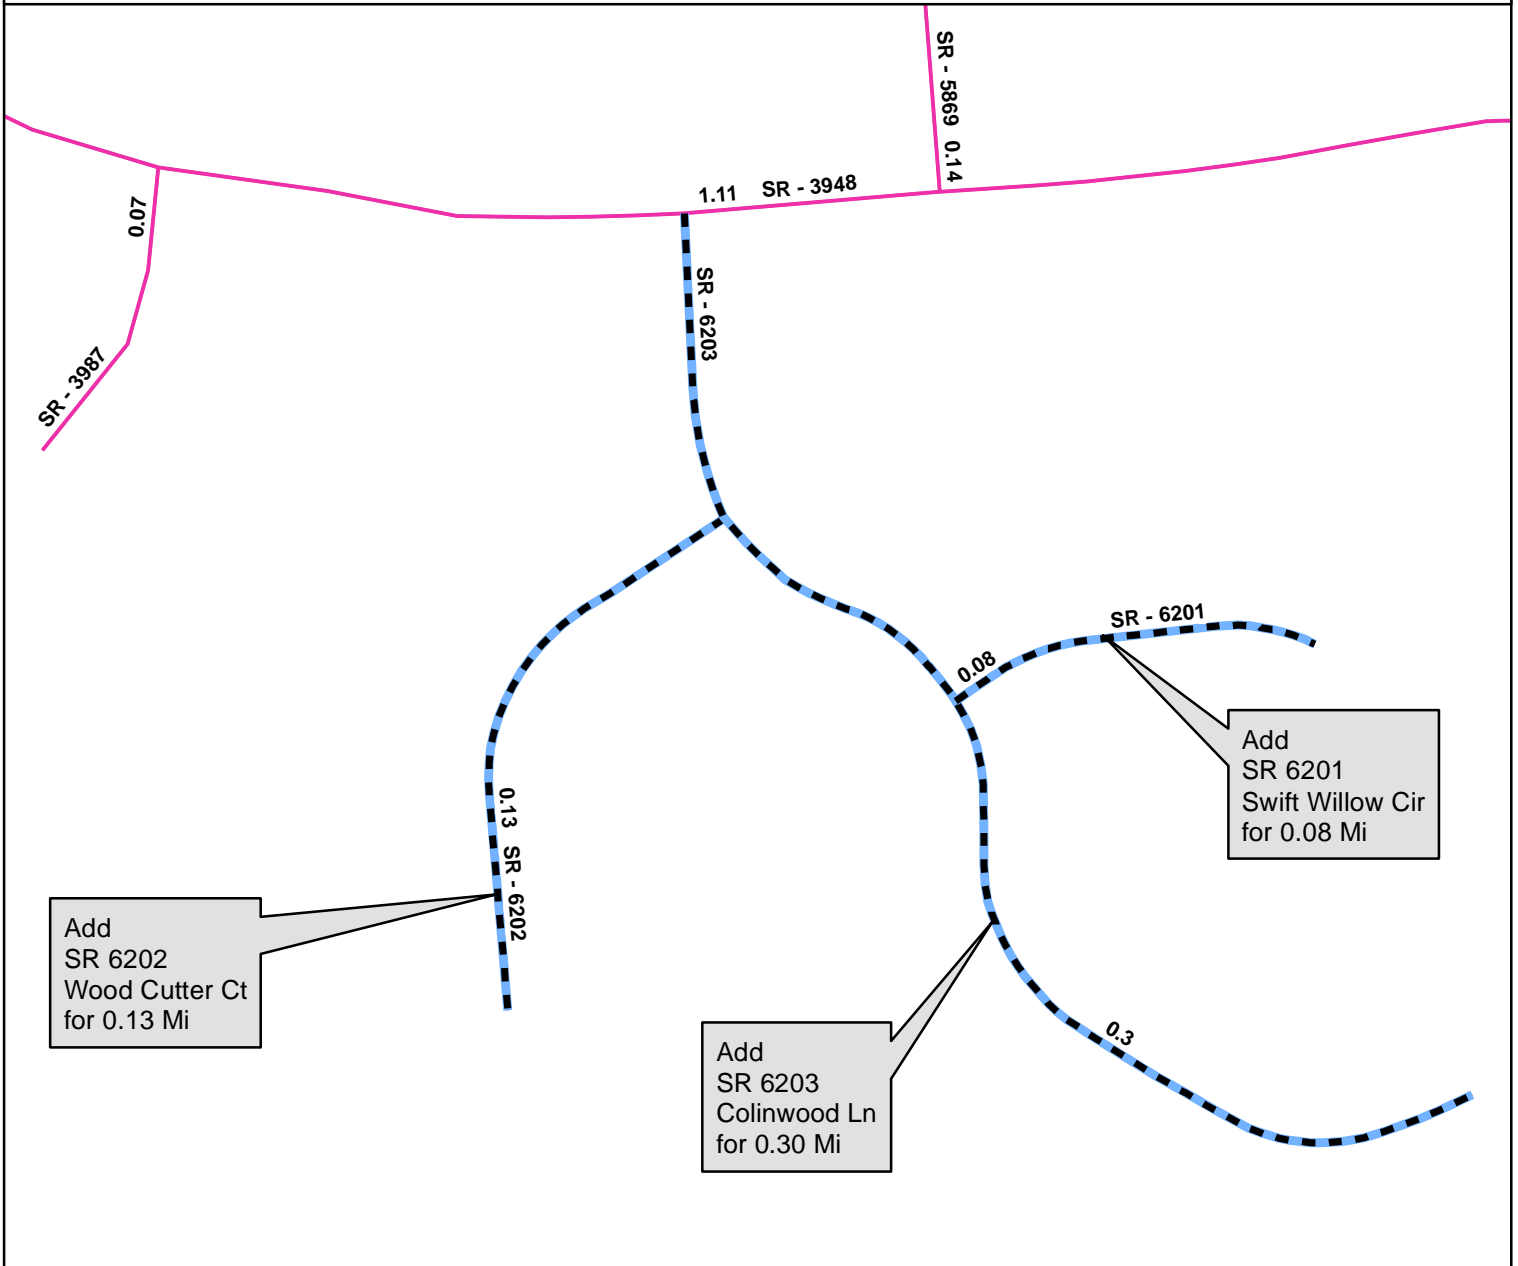 SR - 5869 0.14
1.11 SR - 3948
0.07
SR - 3987
SR - 6203
SR - 6201
0.08
Add
SR 6201
Swift Willow Cir
for 0.08 Mi
0.13 SR - 6202
Add
SR 6202
Wood Cutter Ct
for 0.13 Mi
Add
SR 6203
Colinwood Ln
for 0.30 Mi
0.3